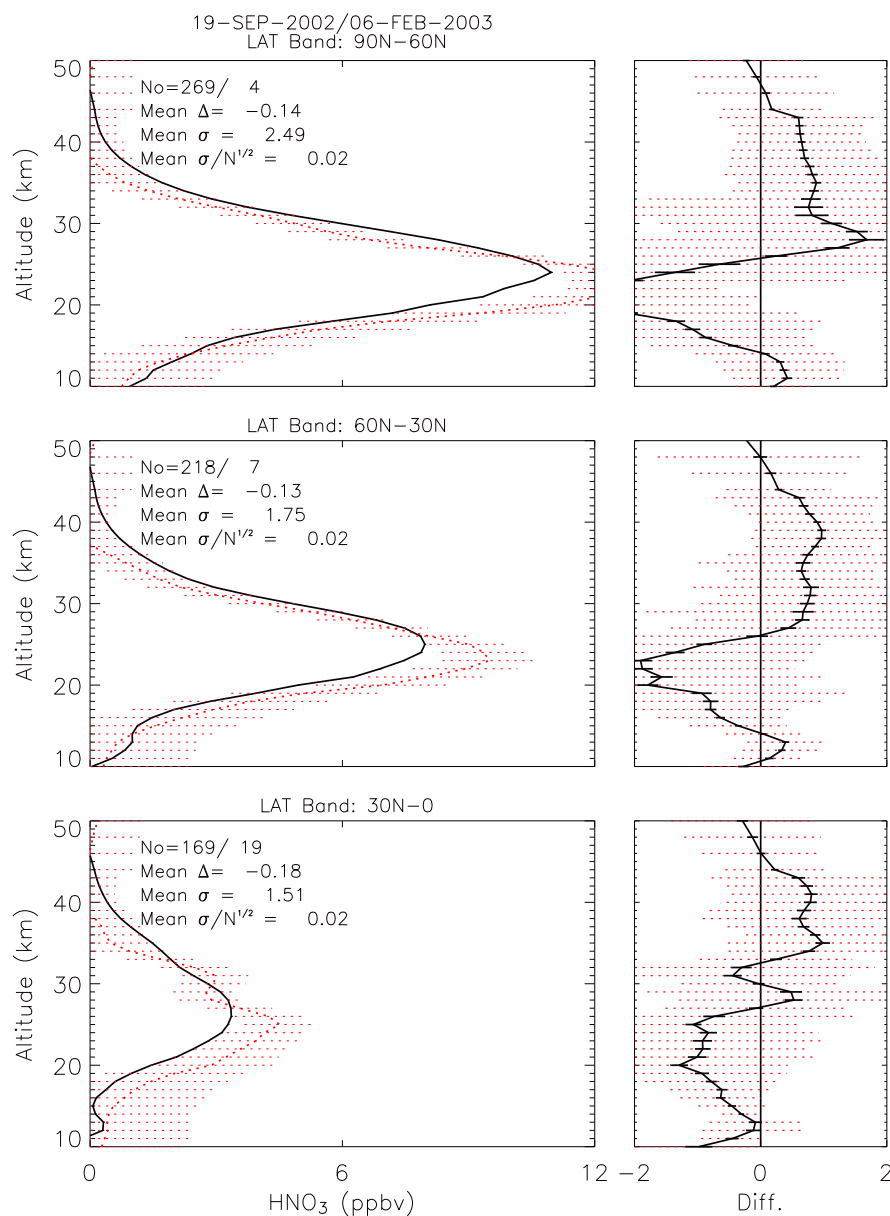 19-SEP-2002/06-FEB-2003
LAT Band: 90N-60N
50
40
30
20
10
Altitude (km)
No=269/ 4
Mean Δ= -0.14
Mean σ = 2.49
Mean σ/N^1/2 = 0.02
LAT Band: 60N-30N
50
40
30
20
10
Altitude (km)
No=218/ 7
Mean Δ= -0.13
Mean σ = 1.75
Mean σ/N^1/2 = 0.02
LAT Band: 30N-0
50
40
30
20
10
Altitude (km)
No=169/ 19
Mean Δ= -0.18
Mean σ = 1.51
Mean σ/N^1/2 = 0.02
0 6 12
HNO₃ (ppbv)
-2 0 2
Diff.